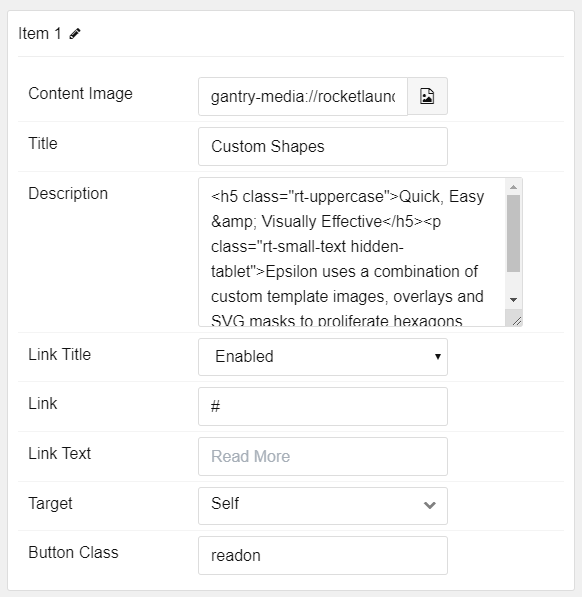 Item 1
Content Image
gantry-media://rocketlaunc
Title
Custom Shapes
Description
<h5 class="rt-uppercase">Quick, Easy
&amp; Visually Effective</h5><p
class="rt-small-text hidden-
tablet">Epsilon uses a combination of
custom template images, overlays and
SVG masks to proliferate hexagons
Link Title
Enabled
Link
#
Link Text
Read More
Target
Self
Button Class
readon